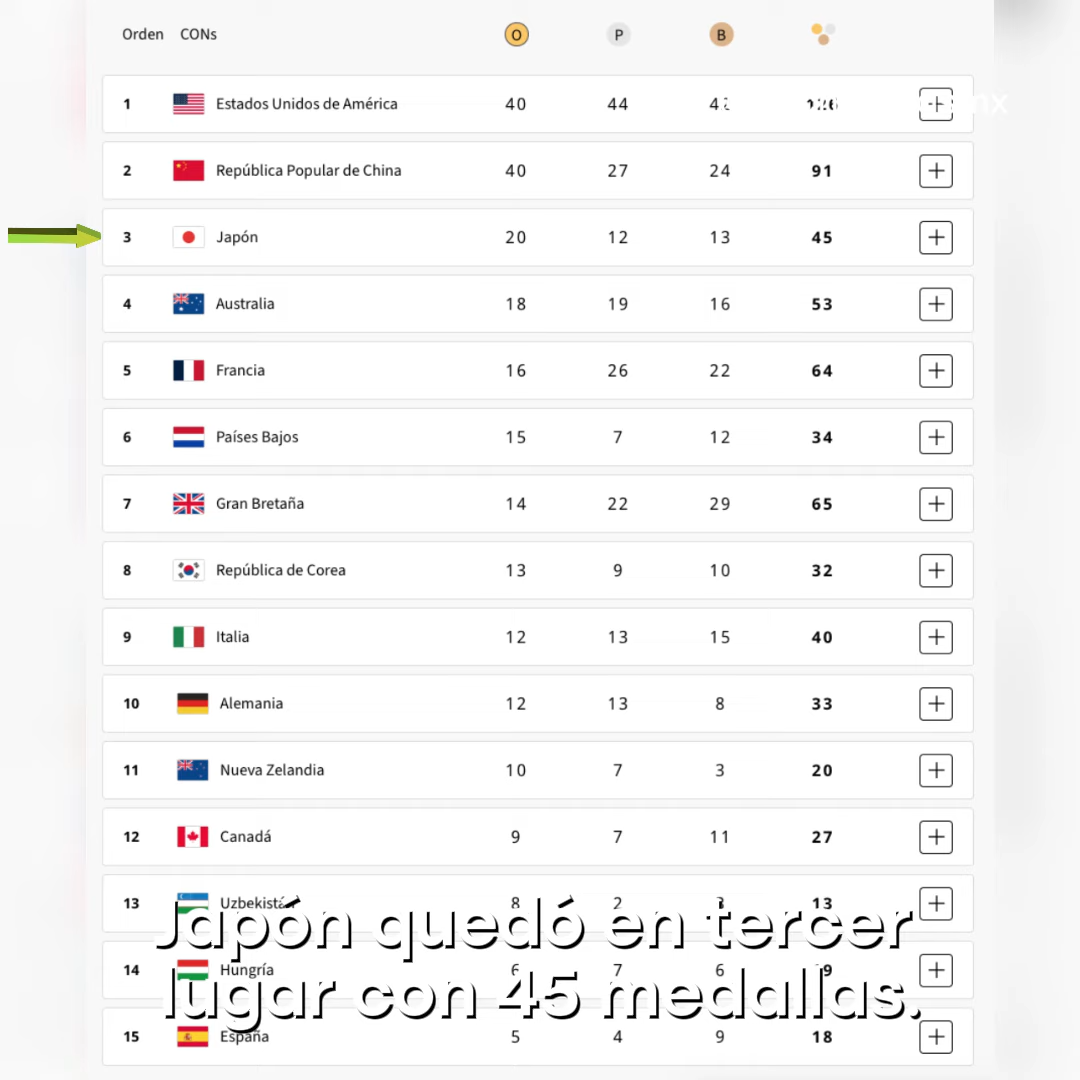 Orden CONs O P B
1 Estados Unidos de América 40 44
2 República Popular de China 40 27 24 91
3 Japón 20 12 13 45
4 Australia 18 19 16 53
5 Francia 16 26 22 64
6 Países Bajos 15 7 12 34
7 Gran Bretaña 14 22 29 65
8 República de Corea 13 9 10 32
9 Italia 12 13 15 40
10 Alemania 12 13 8 33
11 Nueva Zelandia 10 7 3 20
12 Canadá 9 7 11 27
13 Uzbekistán 8 2 3 13
14 Hungría 6 7 6 19
15 España 5 4 9 18
Japón quedó en tercer
lugar con 45 medallas.